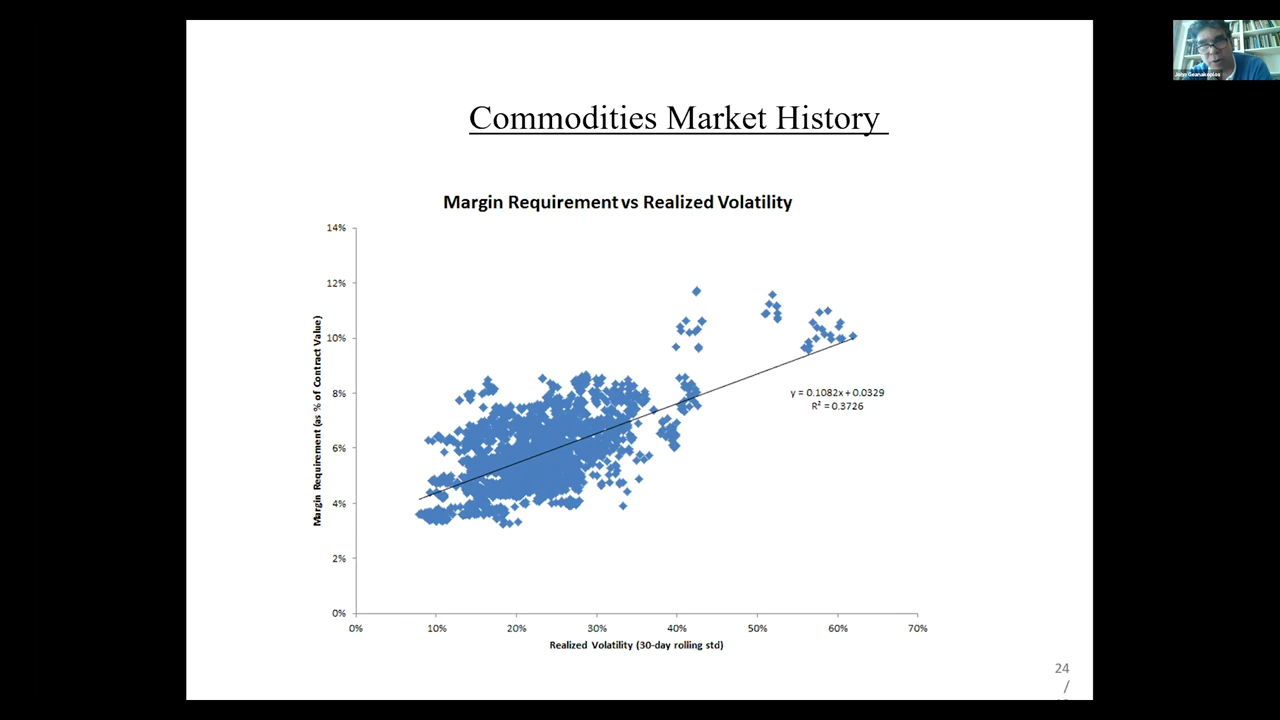 John Geanakoplos
Commodities Market History
Margin Requirement vs Realized Volatility
Margin Requirement (as % of Contract Value)
14%
12%
10%
8%
6%
4%
2%
0%
y = 0.1082x + 0.0329
R² = 0.3726
0% 10% 20% 30% 40% 50% 60% 70%
Realized Volatility (30-day rolling std)
24
/